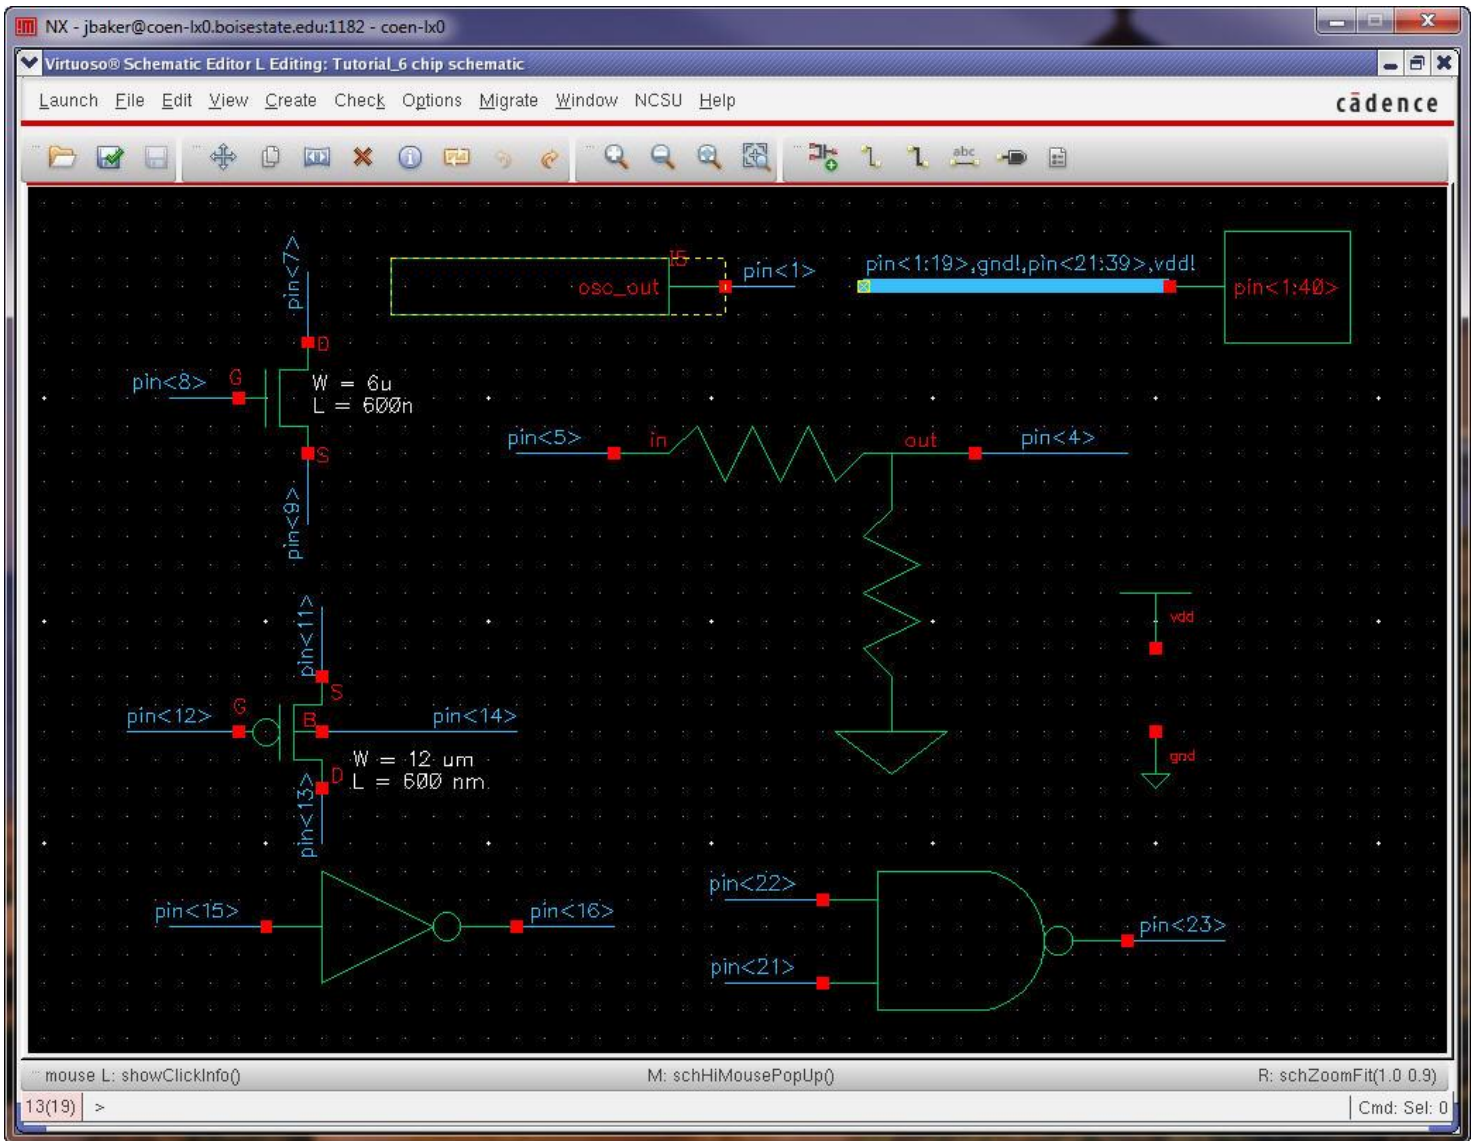 NX - jbaker@coen-lx0.boisestate.edu:1182 - coen-lx0
Virtuoso® Schematic Editor L Editing: Tutorial_6 chip schematic
Launch File Edit View Create Check Options Migrate Window NCSU Help
cādence
abc
pin<7>
I5
osc_out
pin<1>
pin<1:19>,gnd!,pin<21:39>,vdd!
pin<1:40>
D
pin<8>
G
W = 6u
L = 600n
S
pin<9>
pin<5>
in
out
pin<4>
pin<11>
S
pin<12>
G
B
pin<14>
D
W = 12 um
L = 600 nm
pin<13>
vdd
gnd
pin<15>
pin<16>
pin<22>
pin<21>
pin<23>
mouse L: showClickInfo() M: schHiMousePopUp() R: schZoomFit(1.0 0.9)
13(19) > Cmd: Sel: 0